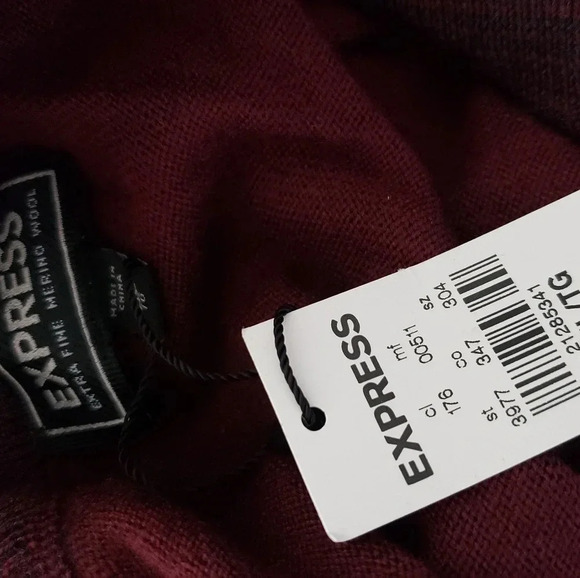 EXPRESS
EXTRA FINE MERINO WOOL
MADE IN
CHINA
EXPRESS
cl mf sz
176 00511 304
st co
3977 347
21285341
/TG